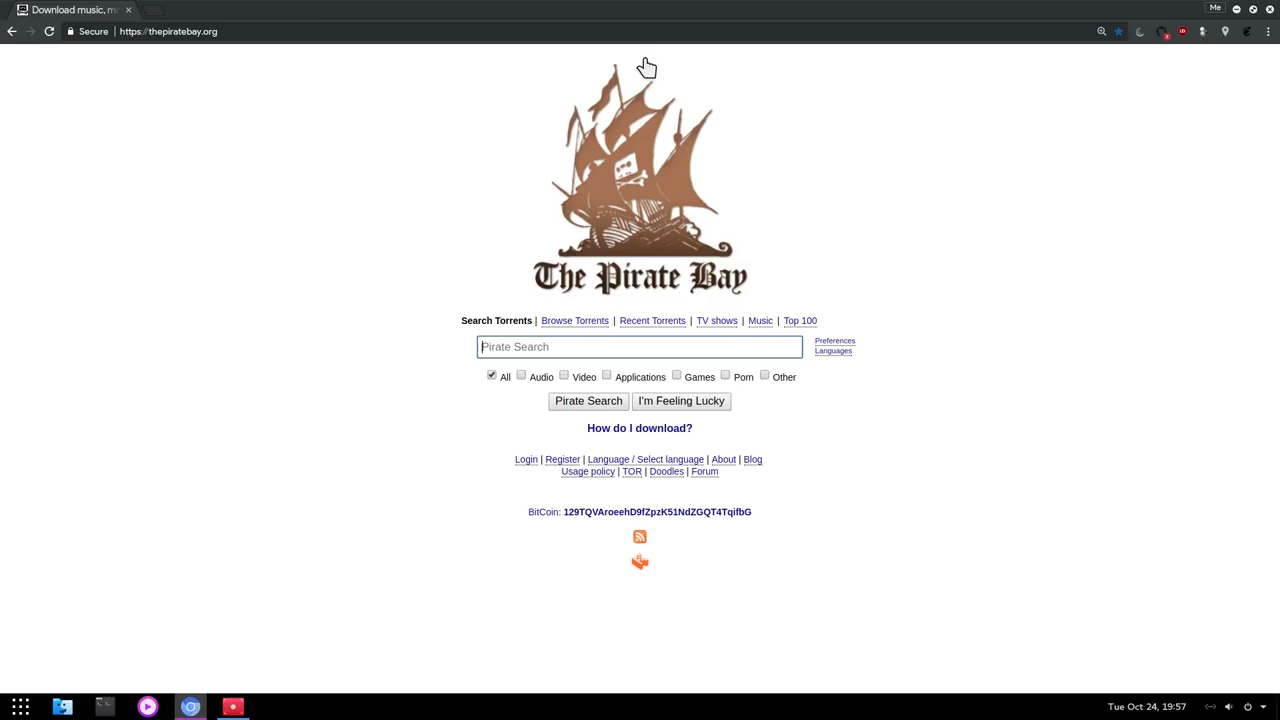 Download music, mo
Me
Secure | https://thepiratebay.org
The Pirate Bay
Search Torrents | Browse Torrents | Recent Torrents | TV shows | Music | Top 100
Pirate Search
Preferences
Languages
All Audio Video Applications Games Porn Other
Pirate Search I'm Feeling Lucky
How do I download?
Login | Register | Language / Select language | About | Blog
Usage policy | TOR | Doodles | Forum
BitCoin: 129TQVAroeehD9fZpzK51NdZGQT4TqifbG
Tue Oct 24, 19:57